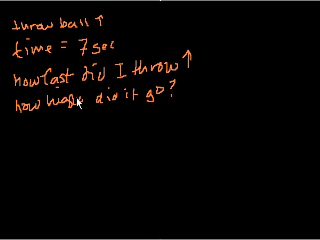 throw ball ↑
time = 7 sec
how fast did I throw ↑
how high did it go?